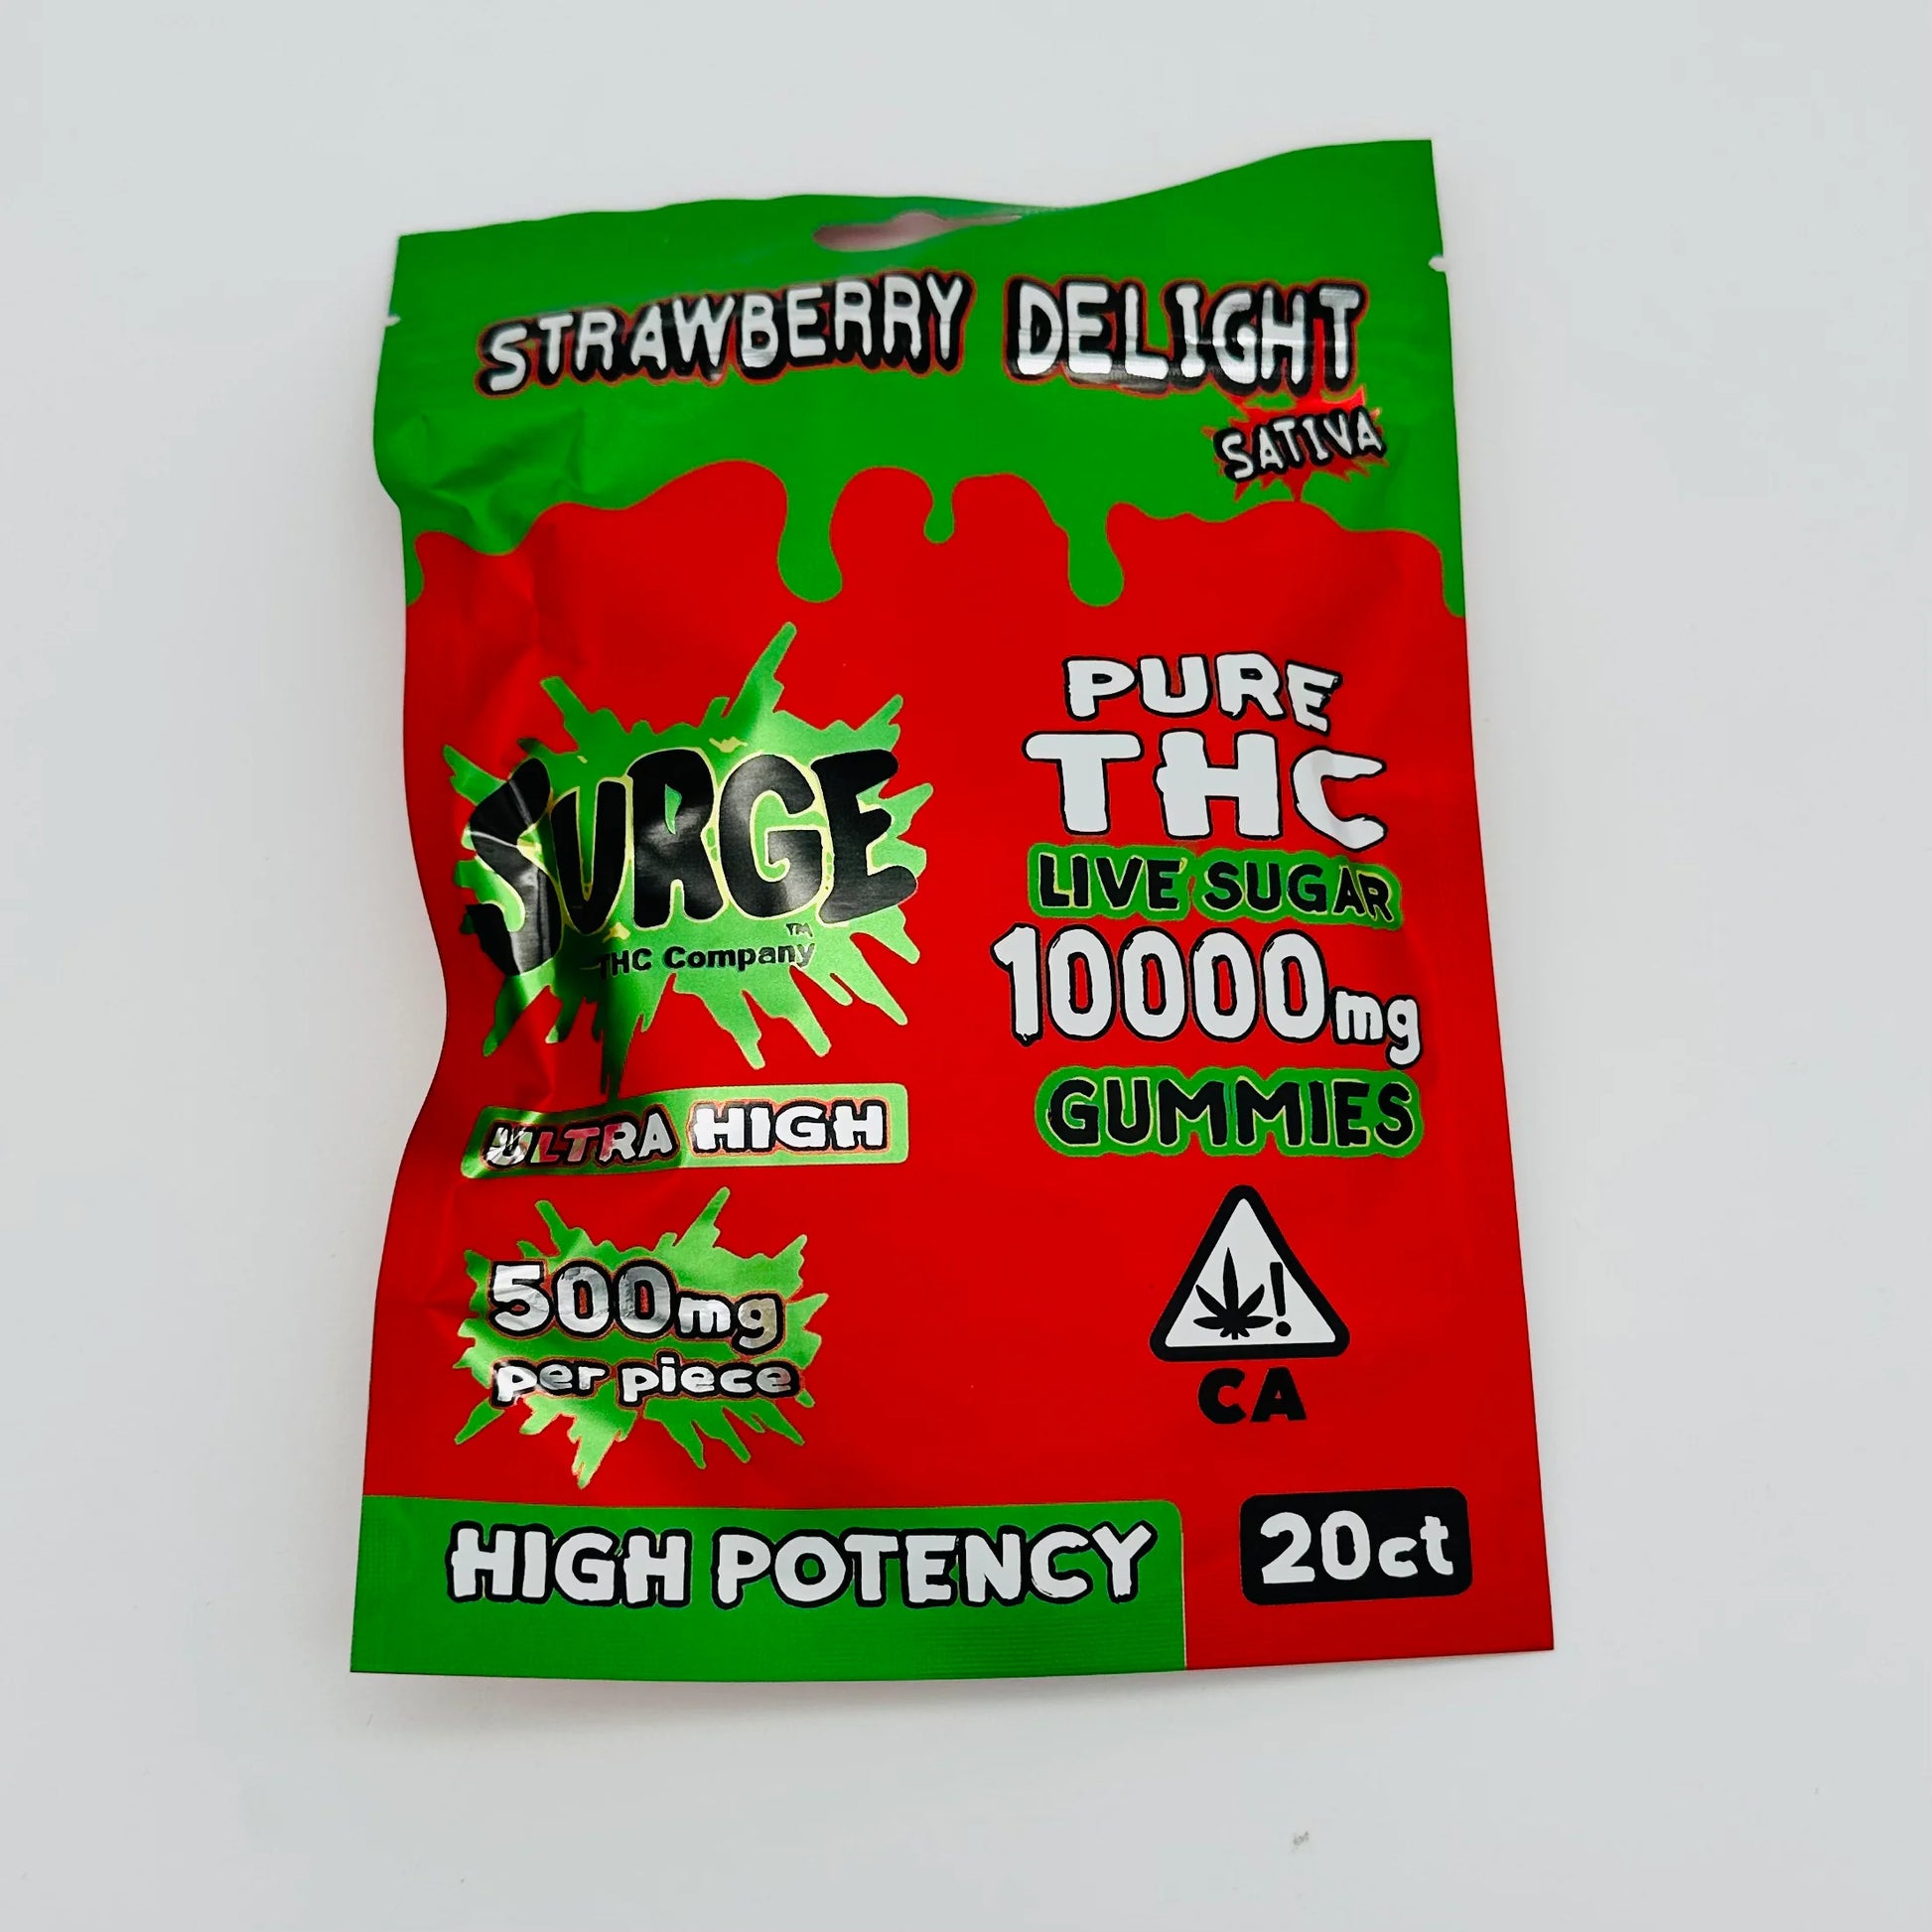 STRAWBERRY DELIGHT
SATIVA
SURGE
THC Company™
ULTRA HIGH
500mg
per piece
PURE
THC
LIVE SUGAR
10000mg
GUMMIES
!
CA
HIGH POTENCY
20ct